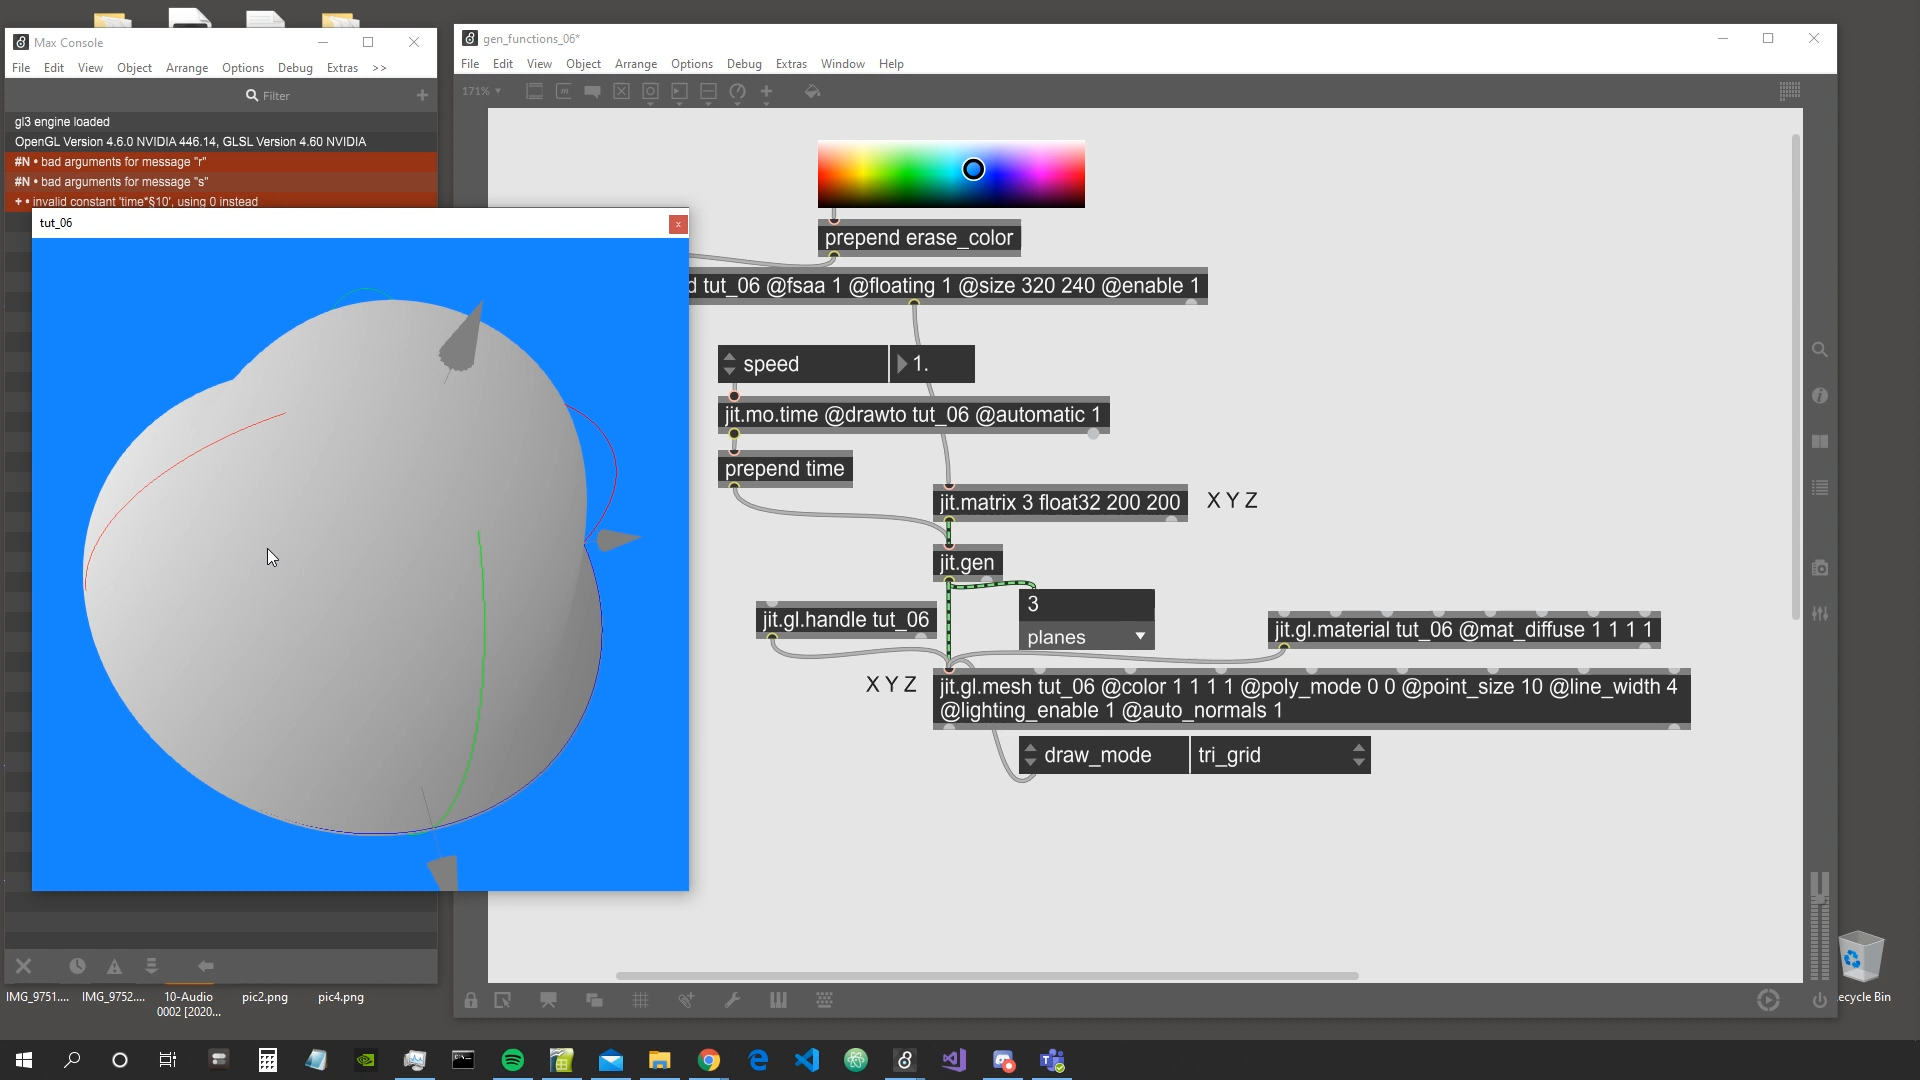 Max Console
File Edit View Object Arrange Options Debug Extras >>
Filter
gl3 engine loaded
OpenGL Version 4.6.0 NVIDIA 446.14, GLSL Version 4.60 NVIDIA
#N • bad arguments for message "r"
#N • bad arguments for message "s"
+ • invalid constant 'time*§10', using 0 instead
tut_06
x
gen_functions_06*
File Edit View Object Arrange Options Debug Extras Window Help
171%
prepend erase_color
d tut_06 @fsaa 1 @floating 1 @size 320 240 @enable 1
speed
1.
jit.mo.time @drawto tut_06 @automatic 1
prepend time
jit.matrix 3 float32 200 200
X Y Z
jit.gen
3
planes
jit.gl.handle tut_06
jit.gl.material tut_06 @mat_diffuse 1 1 1 1
X Y Z
jit.gl.mesh tut_06 @color 1 1 1 1 @poly_mode 0 0 @point_size 10 @line_width 4
@lighting_enable 1 @auto_normals 1
draw_mode
tri_grid
IMG_9751....
IMG_9752....
10-Audio
0002 [2020...
pic2.png
pic4.png
ecycle Bin